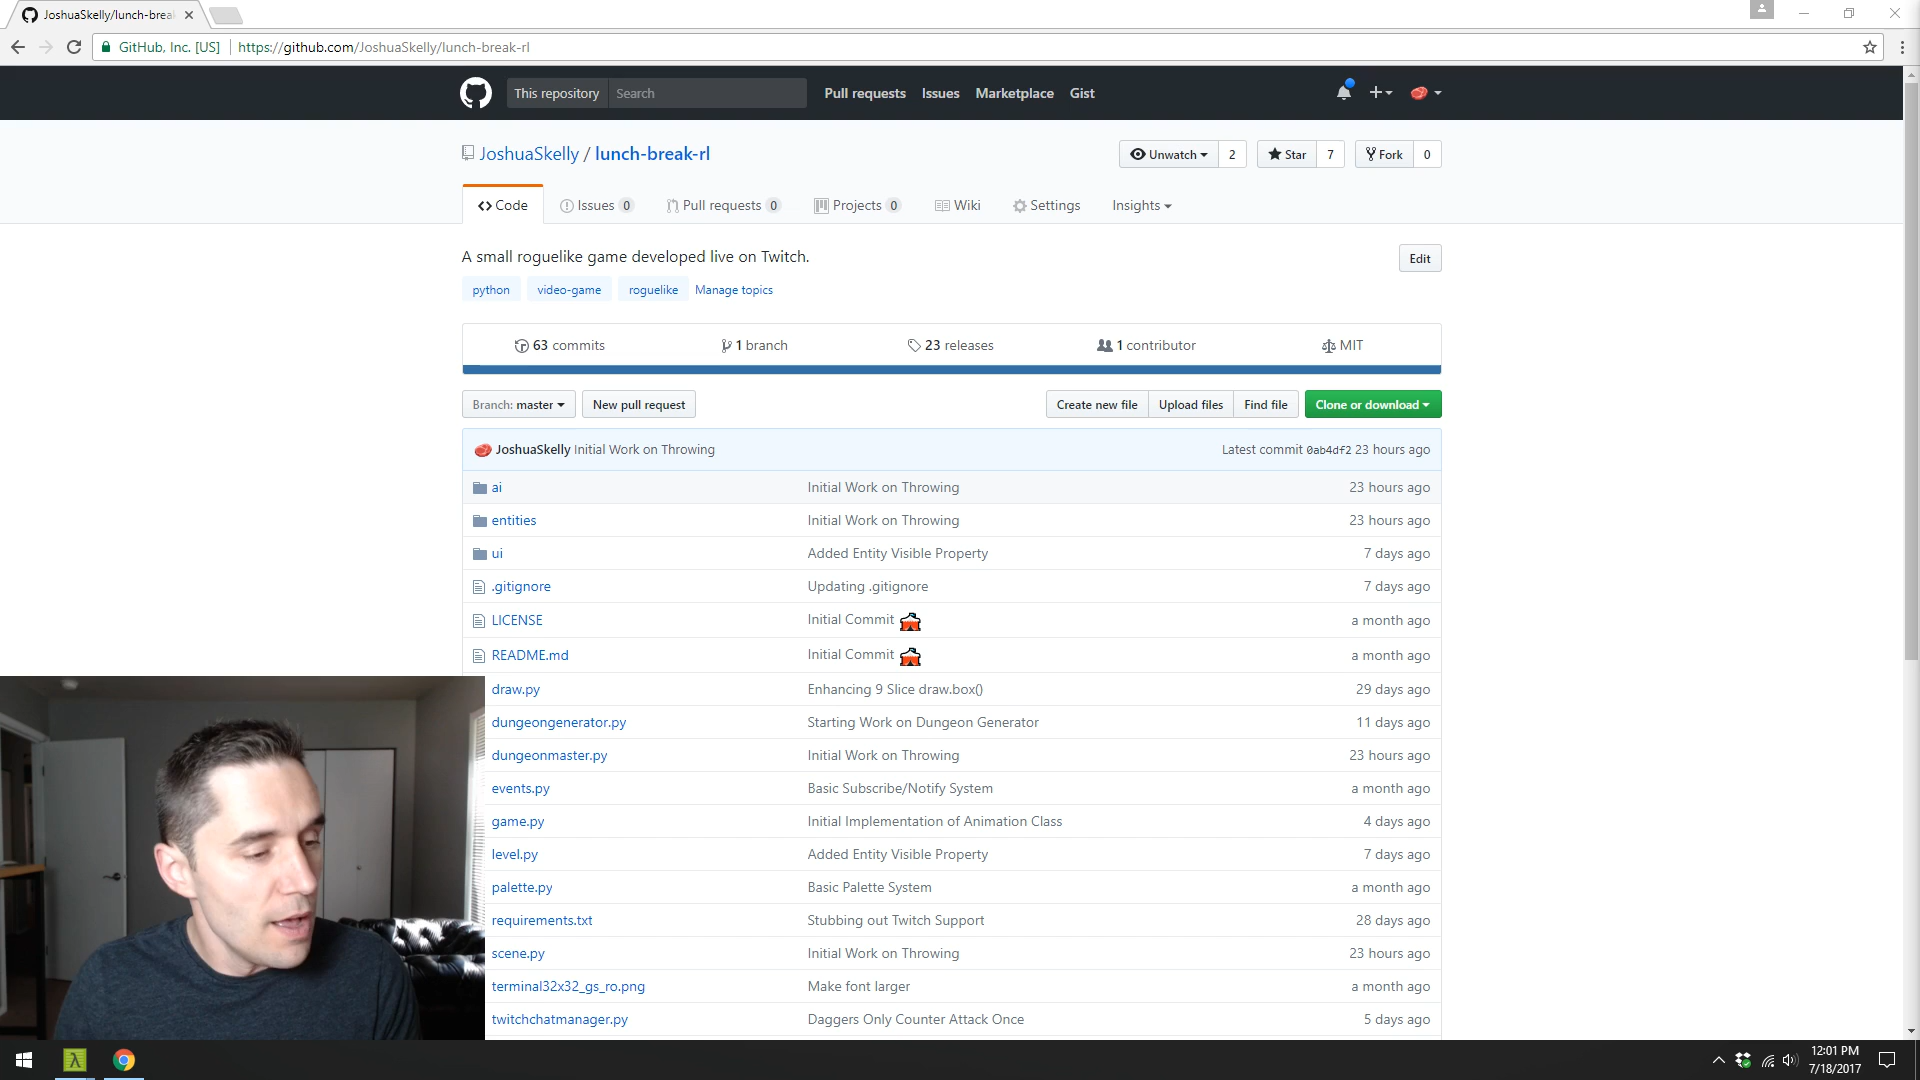 JoshuaSkelly/lunch-brea
GitHub, Inc. [US] https://github.com/JoshuaSkelly/lunch-break-rl
This repository Search Pull requests Issues Marketplace Gist
JoshuaSkelly / lunch-break-rl Unwatch 2 Star 7 Fork 0
Code Issues 0 Pull requests 0 Projects 0 Wiki Settings Insights
A small roguelike game developed live on Twitch. Edit
python video-game roguelike Manage topics
63 commits 1 branch 23 releases 1 contributor MIT
Branch: master New pull request Create new file Upload files Find file Clone or download
JoshuaSkelly Initial Work on Throwing Latest commit 0ab4df2 23 hours ago
ai Initial Work on Throwing 23 hours ago
entities Initial Work on Throwing 23 hours ago
ui Added Entity Visible Property 7 days ago
.gitignore Updating .gitignore 7 days ago
LICENSE Initial Commit a month ago
README.md Initial Commit a month ago
draw.py Enhancing 9 Slice draw.box() 29 days ago
dungeongenerator.py Starting Work on Dungeon Generator 11 days ago
dungeonmaster.py Initial Work on Throwing 23 hours ago
events.py Basic Subscribe/Notify System a month ago
game.py Initial Implementation of Animation Class 4 days ago
level.py Added Entity Visible Property 7 days ago
palette.py Basic Palette System a month ago
requirements.txt Stubbing out Twitch Support 28 days ago
scene.py Initial Work on Throwing 23 hours ago
terminal32x32_gs_ro.png Make font larger a month ago
twitchchatmanager.py Daggers Only Counter Attack Once 5 days ago
12:01 PM
7/18/2017